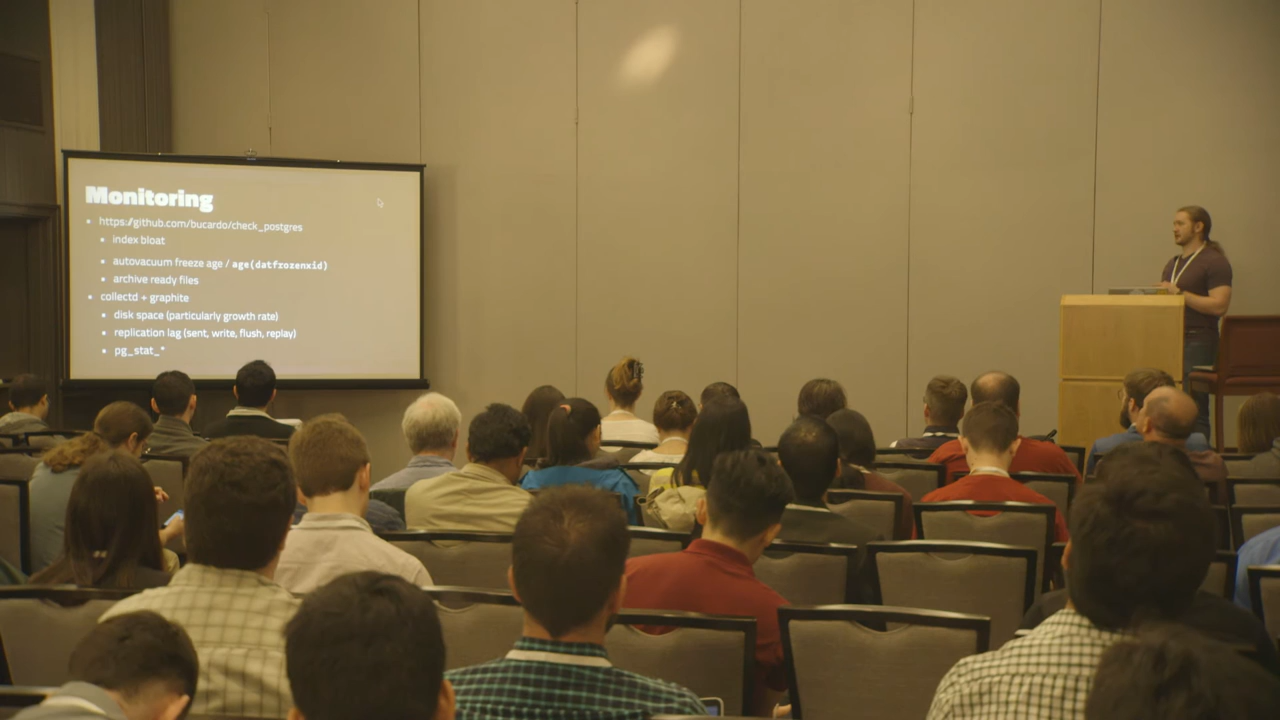 Monitoring
• https://github.com/bucardo/check_postgres
• index bloat
• autovacuum freeze age / age(datfrozenxid)
• archive ready files
• collectd + graphite
• disk space (particularly growth rate)
• replication lag (sent, write, flush, replay)
• pg_stat_*